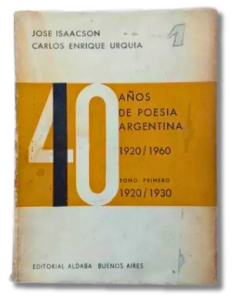 JOSE ISAACSON
CARLOS ENRIQUE URQUIA
40 AÑOS
DE POESIA
ARGENTINA
1920/1960
TOMO PRIMERO
1920/1930
EDITORIAL ALDABA BUENOS AIRES